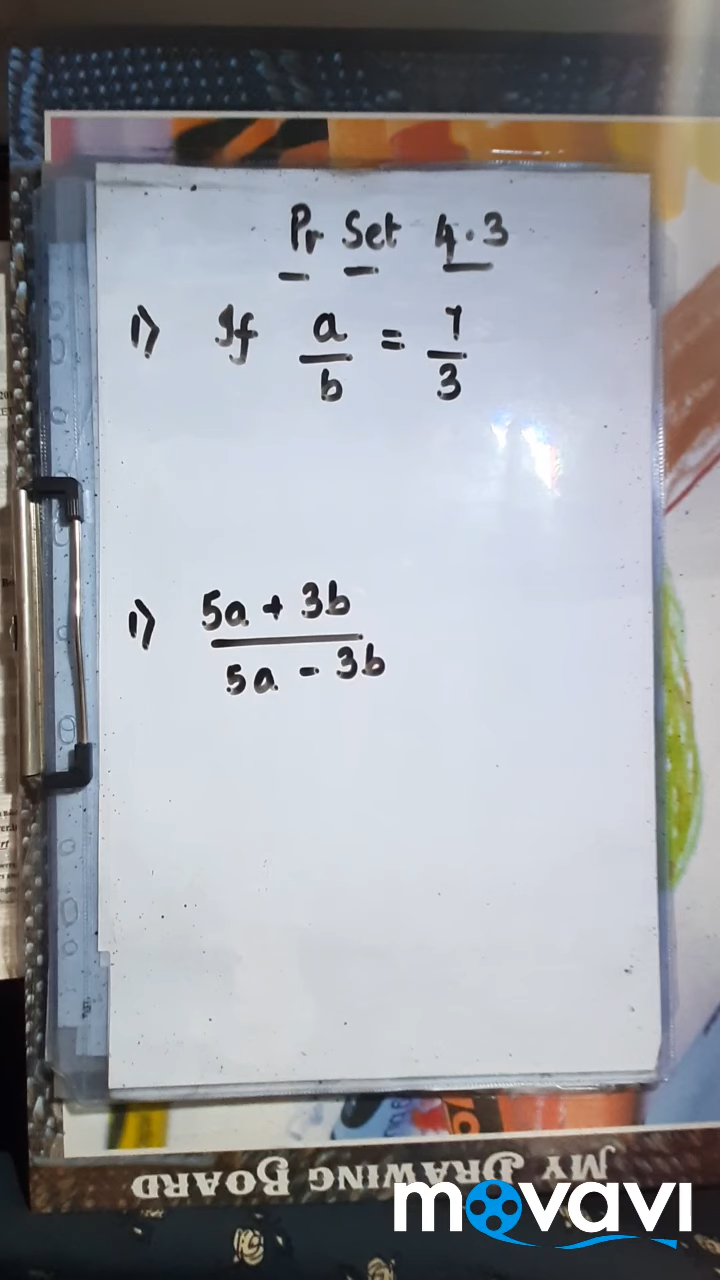 Pr Set 4.3
1) If a/b = 7/3
1) 5a + 3b
5a - 3b
MY DRAWING BOARD
movavi